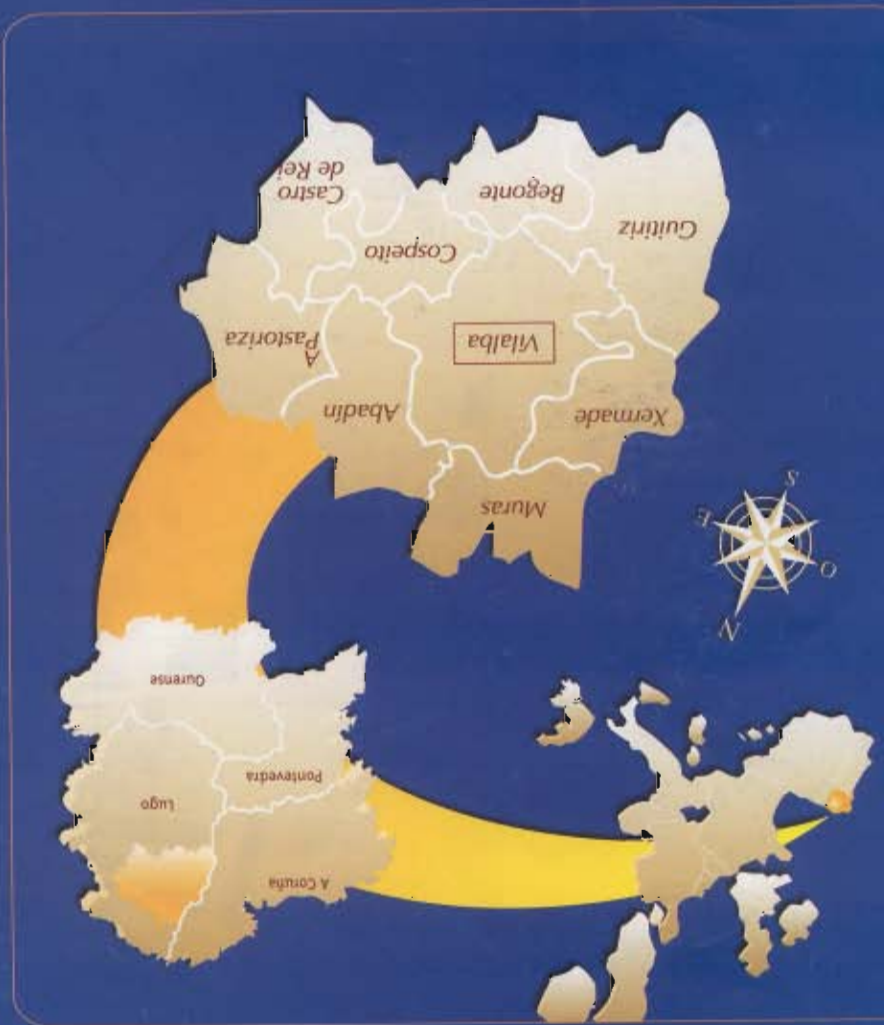 A Coruña
Lugo
Pontevedra
Ourense
N
O
E
S
Muras
Xermade
Abadín
Vilalba
A
Pastoriza
Cospeito
Guitiriz
Begonte
Castro
de Rei